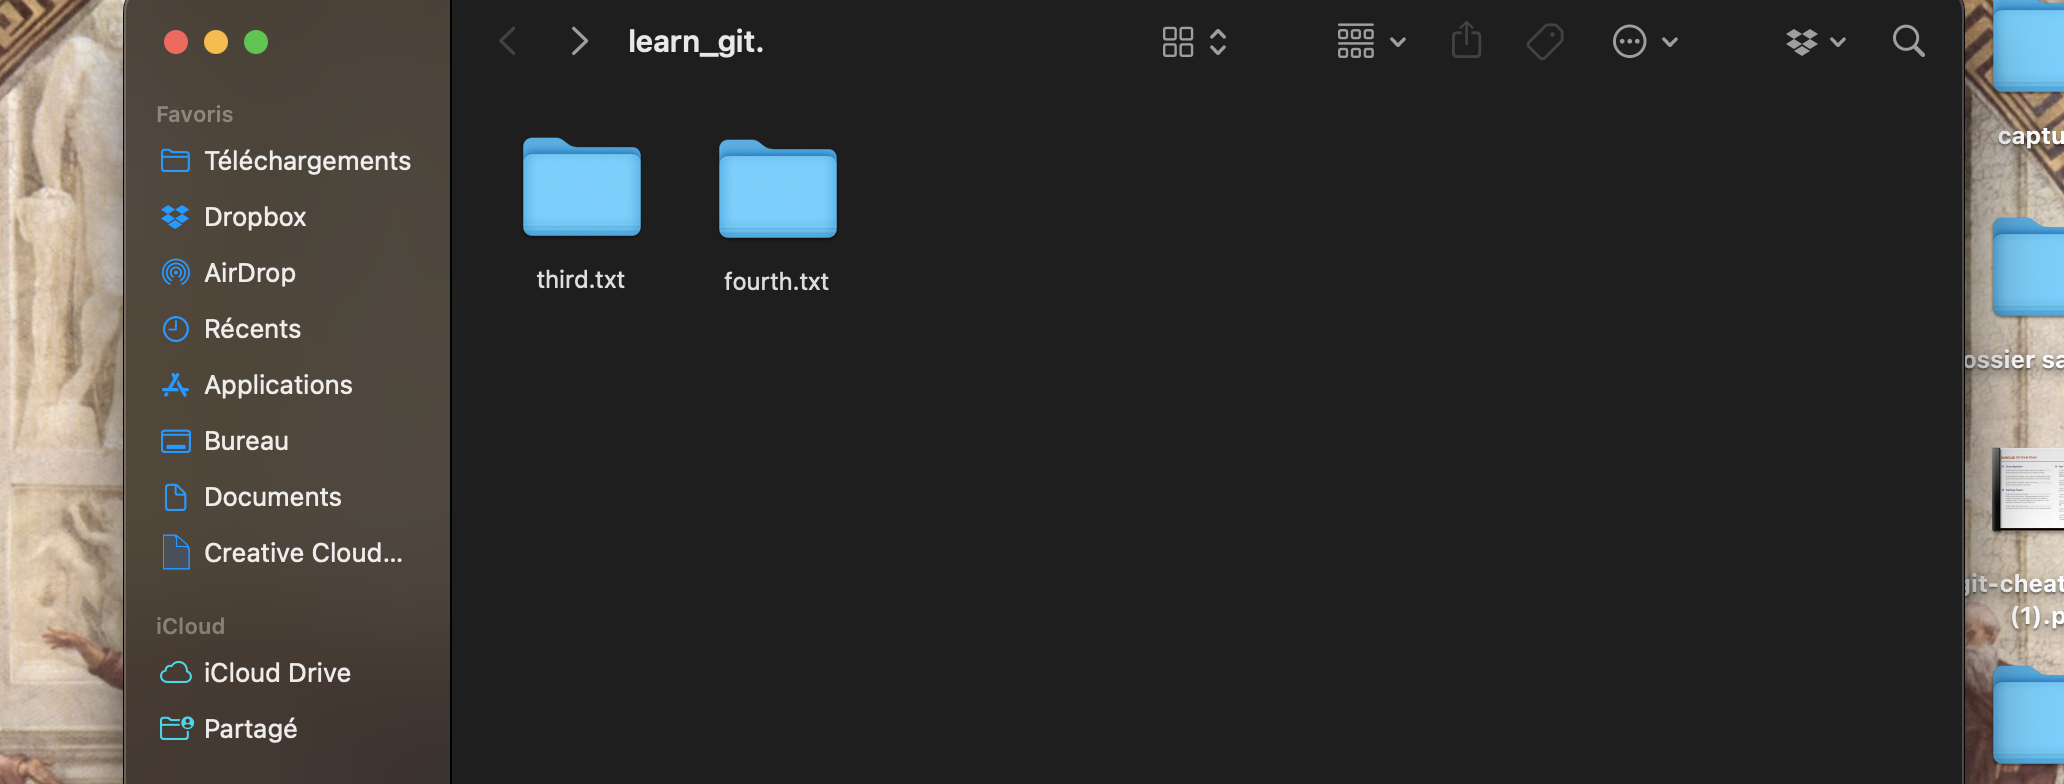 learn_git.
Favoris
Téléchargements
Dropbox
AirDrop
Récents
Applications
Bureau
Documents
Creative Cloud...
iCloud
iCloud Drive
Partagé
third.txt
fourth.txt
captu
ossier sa
git-cheat
(1).p